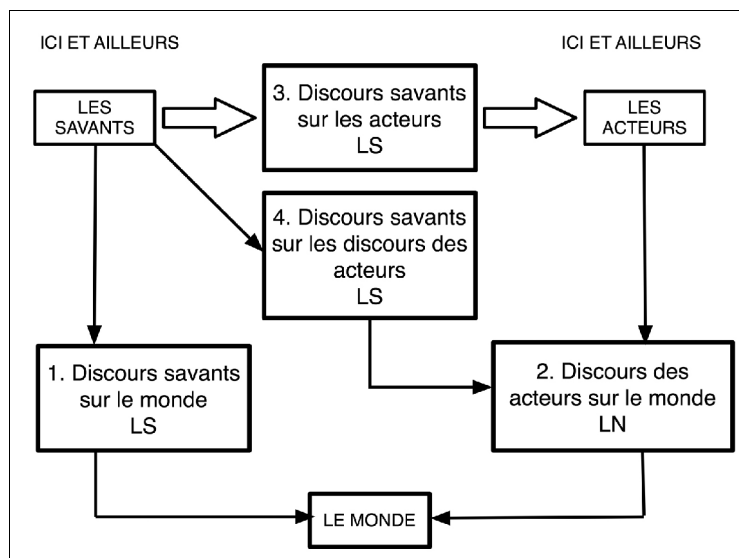 ICI ET AILLEURS
ICI ET AILLEURS
LES
SAVANTS
3. Discours savants
sur les acteurs
LS
LES
ACTEURS
4. Discours savants
sur les discours des
acteurs
LS
1. Discours savants
sur le monde
LS
2. Discours des
acteurs sur le monde
LN
LE MONDE